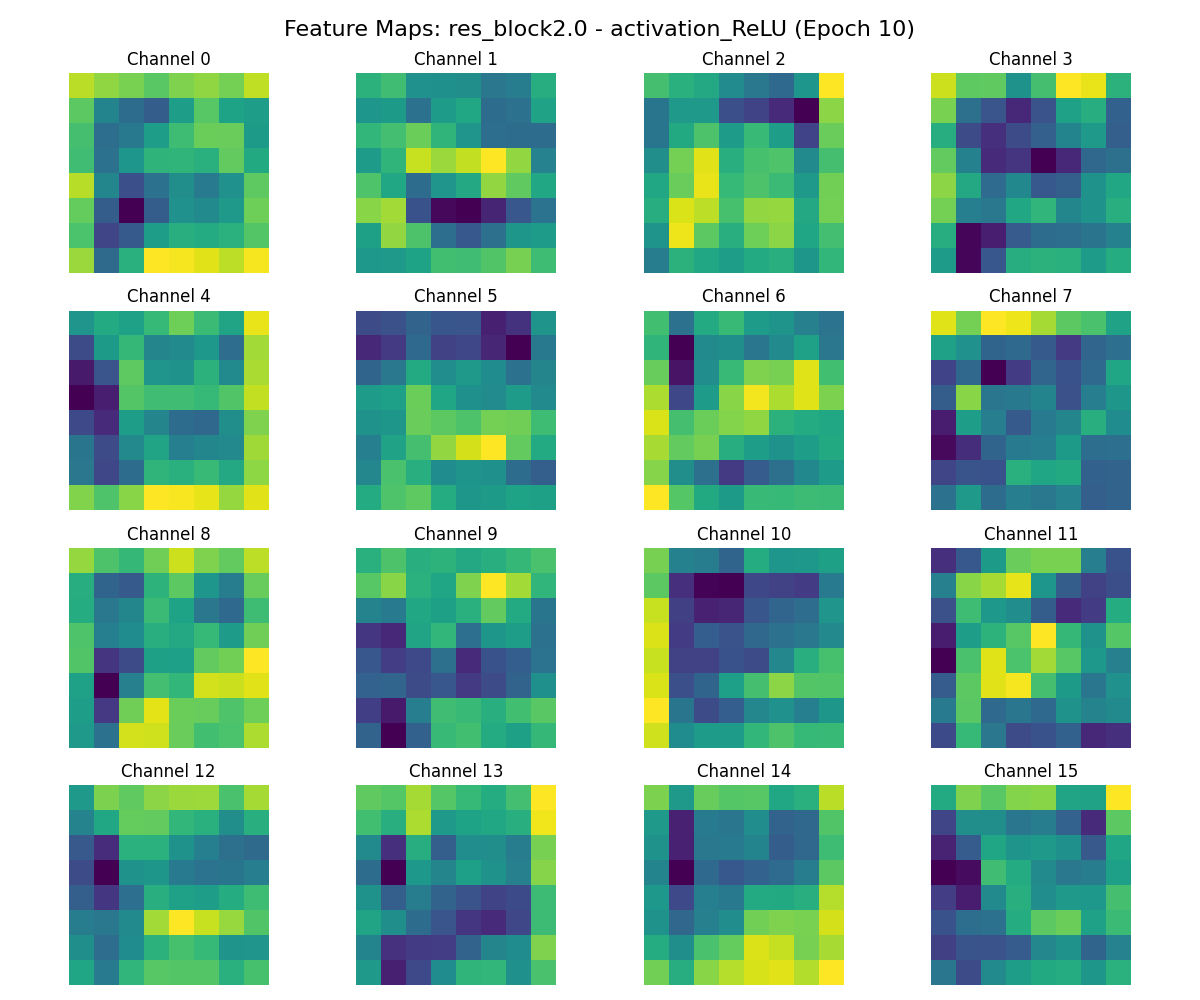 Feature Maps: res_block2.0 - activation_ReLU (Epoch 10)
Channel 0
Channel 1
Channel 2
Channel 3
Channel 4
Channel 5
Channel 6
Channel 7
Channel 8
Channel 9
Channel 10
Channel 11
Channel 12
Channel 13
Channel 14
Channel 15